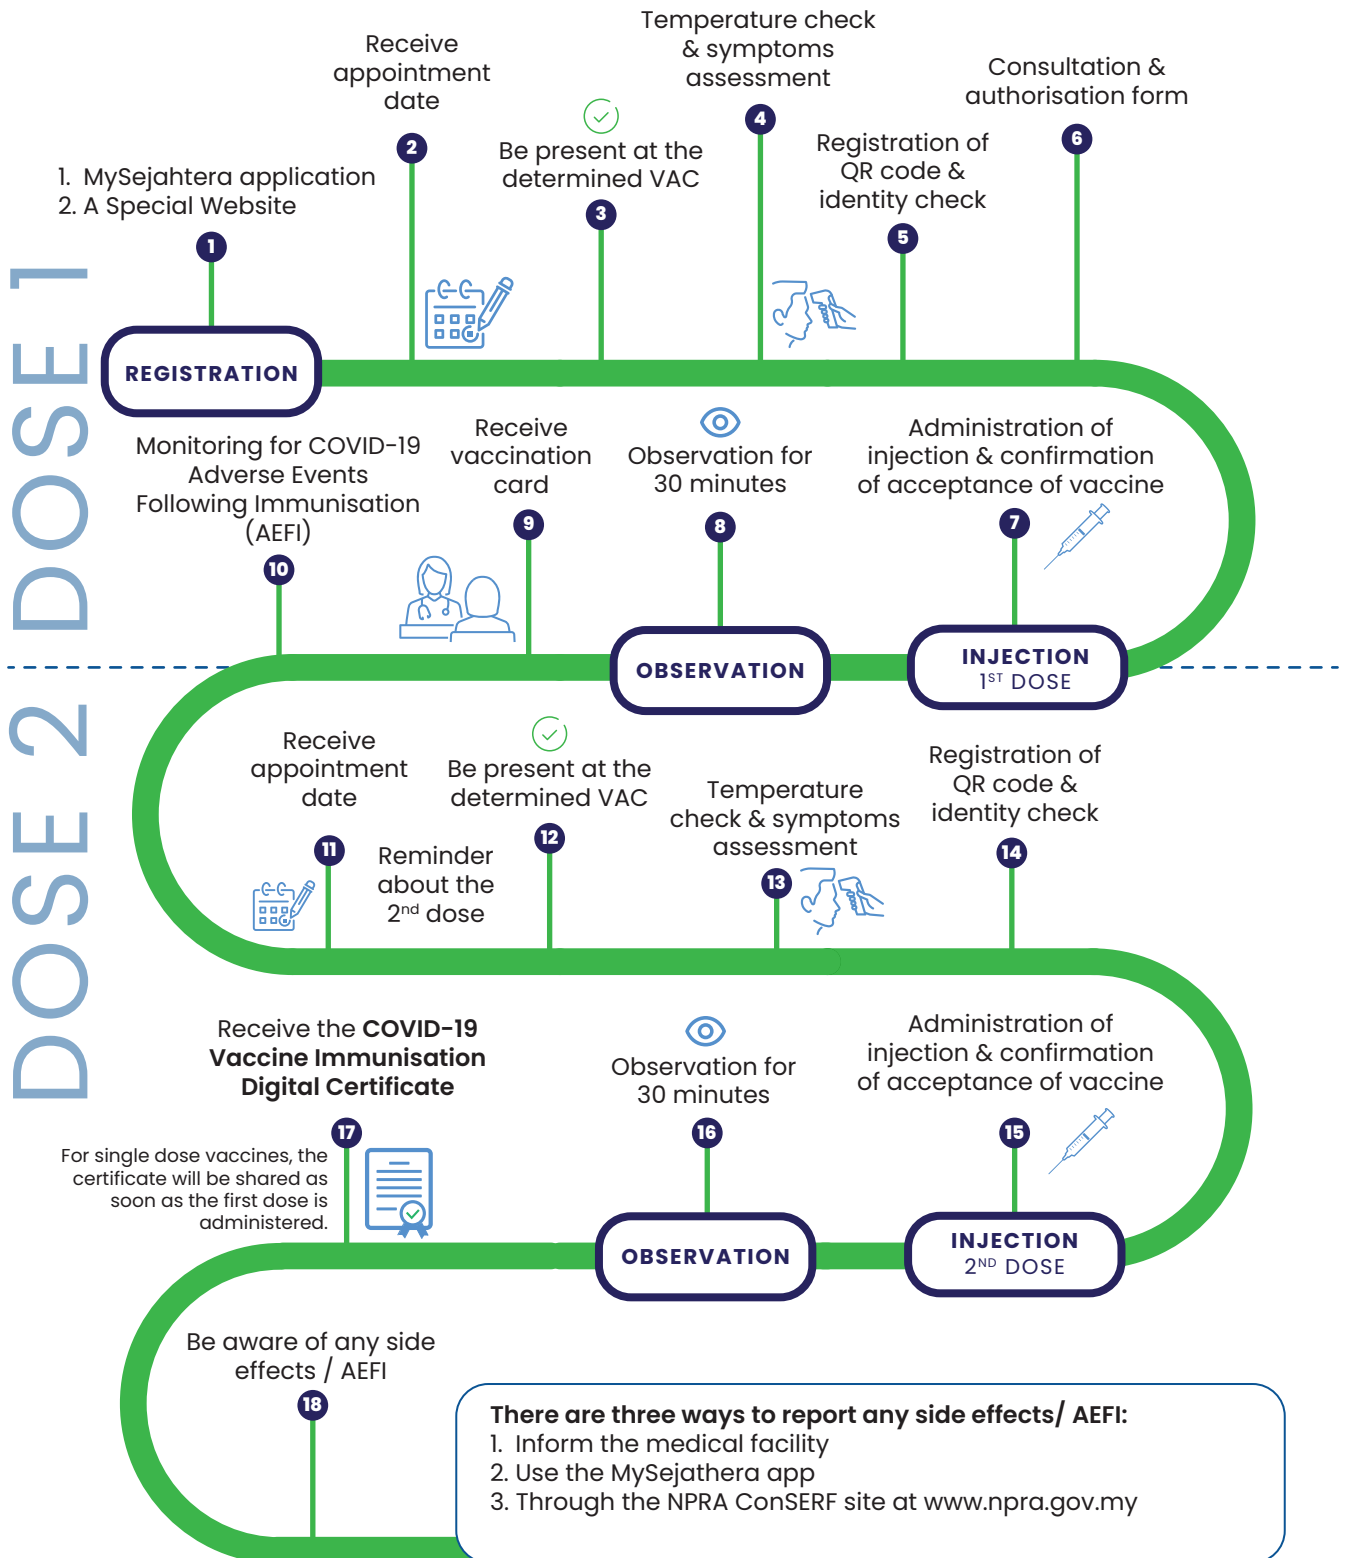 DOSE 1
1. MySejahtera application
2. A Special Website
1
REGISTRATION
Receive
appointment
date
2
Be present at the
determined VAC
3
Temperature check
& symptoms
assessment
4
Registration of
QR code &
identity check
5
Consultation &
authorisation form
6
Administration of
injection & confirmation
of acceptance of vaccine
7
INJECTION
1ST DOSE
Observation for
30 minutes
8
OBSERVATION
Receive
vaccination
card
9
Monitoring for COVID-19
Adverse Events
Following Immunisation
(AEFI)
10
DOSE 2
Receive
appointment
date
11
Reminder
about the
2nd dose
Be present at the
determined VAC
12
Temperature
check & symptoms
assessment
13
Registration of
QR code &
identity check
14
Administration of
injection & confirmation
of acceptance of vaccine
15
INJECTION
2ND DOSE
Observation for
30 minutes
16
OBSERVATION
Receive the COVID-19
Vaccine Immunisation
Digital Certificate
17
For single dose vaccines, the
certificate will be shared as
soon as the first dose is
administered.
Be aware of any side
effects / AEFI
18
There are three ways to report any side effects/ AEFI:
1. Inform the medical facility
2. Use the MySejathera app
3. Through the NPRA ConSERF site at www.npra.gov.my